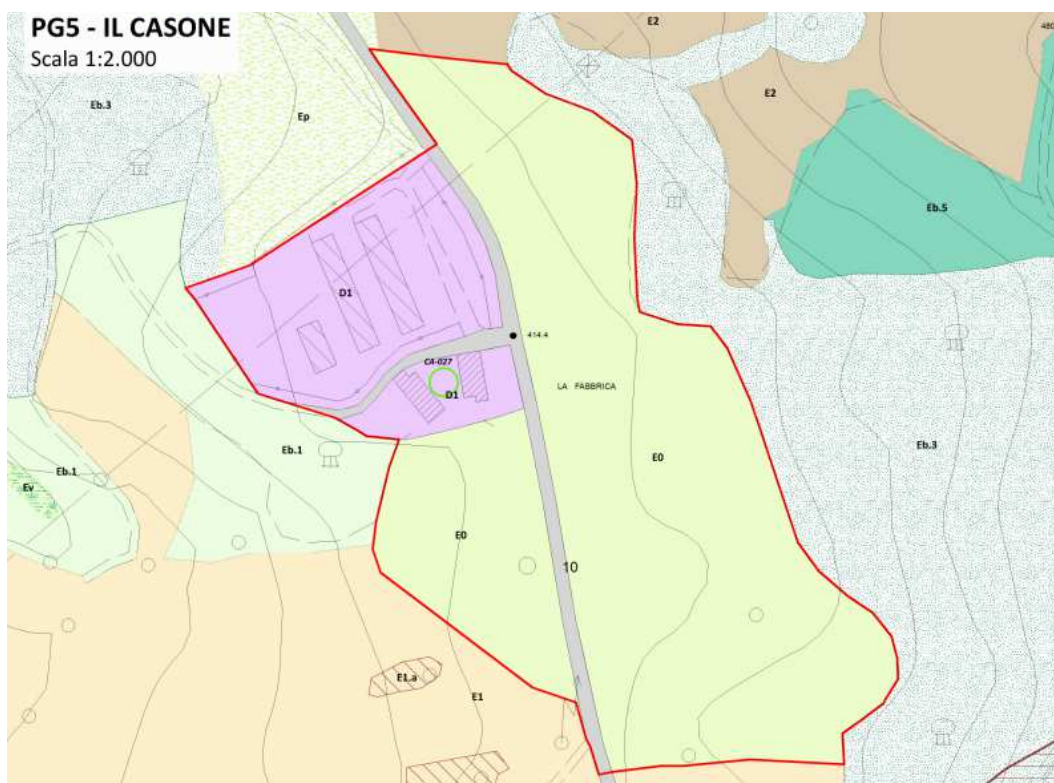 PG5 - IL CASONE
Scala 1:2.000
E2
480
Eb.3
Ep
E2
Eb.5
D1
414.4
CA-027
D1
LA FABBRICA
Eb.3
Eb.1
Eb.1
E0
Ev
E0
10
E1.a
E1